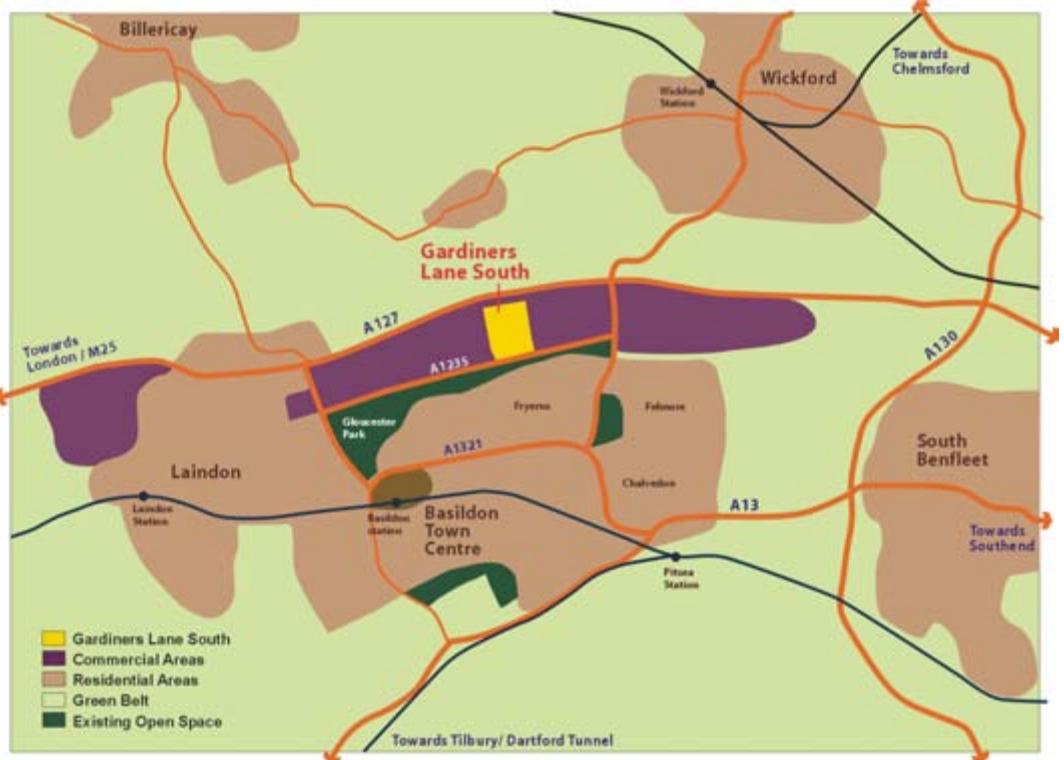 Billericay
Towards
Chelmsford
Wickford
Wickford
Station
Gardiners
Lane South
A127
Towards
London / M25
A1235
A130
Fryerns
Felmore
Gloucester
Park
A1321
South
Benfleet
Laindon
Chalvedon
A13
Laindon
Station
Basildon
station
Basildon
Town
Centre
Towards
Southend
Pitsea
Station
Gardiners Lane South
Commercial Areas
Residential Areas
Green Belt
Existing Open Space
Towards Tilbury/ Dartford Tunnel